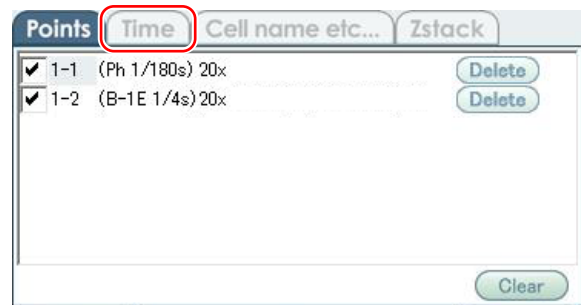 Points Time Cell name etc... Zstack
1-1 (Ph 1/180s) 20x Delete
1-2 (B-1E 1/4s) 20x Delete
Clear